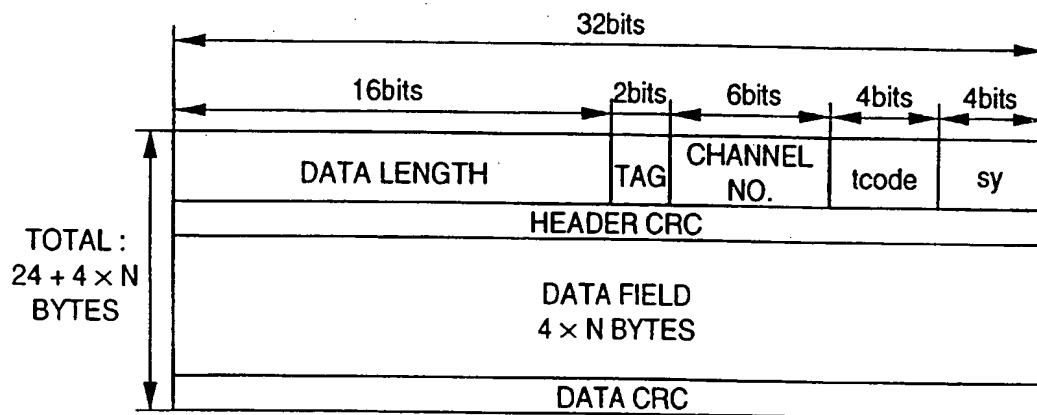 32bits
16bits
2bits
6bits
4bits
4bits
DATA LENGTH
TAG
CHANNEL
NO.
tcode
sy
HEADER CRC
TOTAL :
24 + 4 × N
BYTES
DATA FIELD
4 × N BYTES
DATA CRC